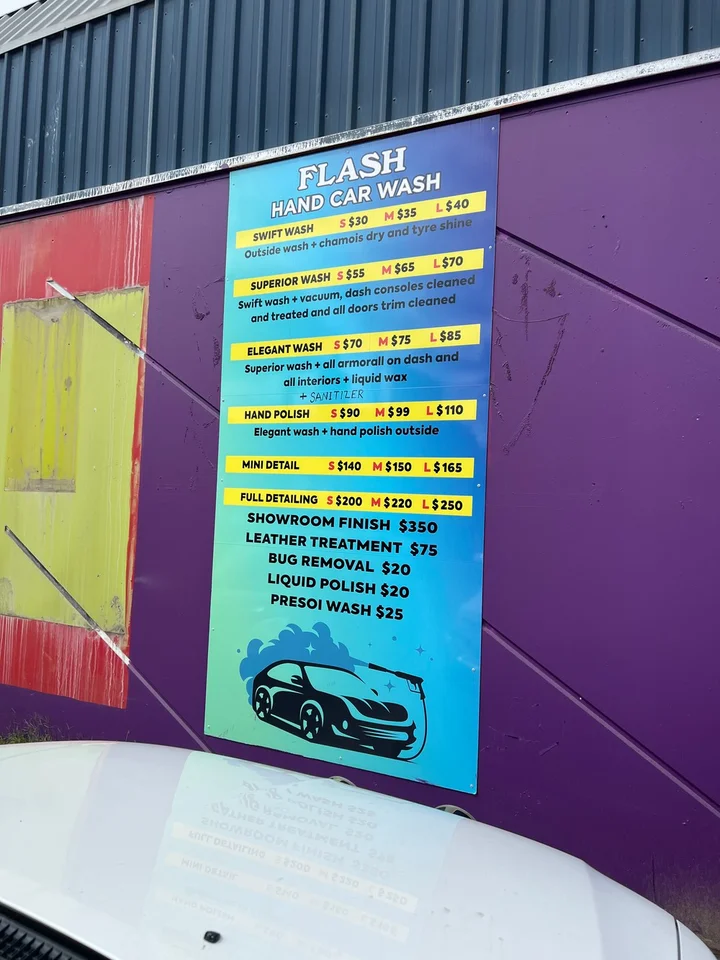 FLASH
HAND CAR WASH
SWIFT WASH S $30 M $35 L $40
Outside wash + chamois dry and tyre shine
SUPERIOR WASH S $55 M $65 L $70
Swift wash + vacuum, dash consoles cleaned
and treated and all doors trim cleaned
ELEGANT WASH S $70 M $75 L $85
Superior wash + all armorall on dash and
all interiors + liquid wax
+ SANITIZER
HAND POLISH S $90 M $99 L $110
Elegant wash + hand polish outside
MINI DETAIL S $140 M $150 L $165
FULL DETAILING S $200 M $220 L $250
SHOWROOM FINISH $350
LEATHER TREATMENT $75
BUG REMOVAL $20
LIQUID POLISH $20
PRESOI WASH $25